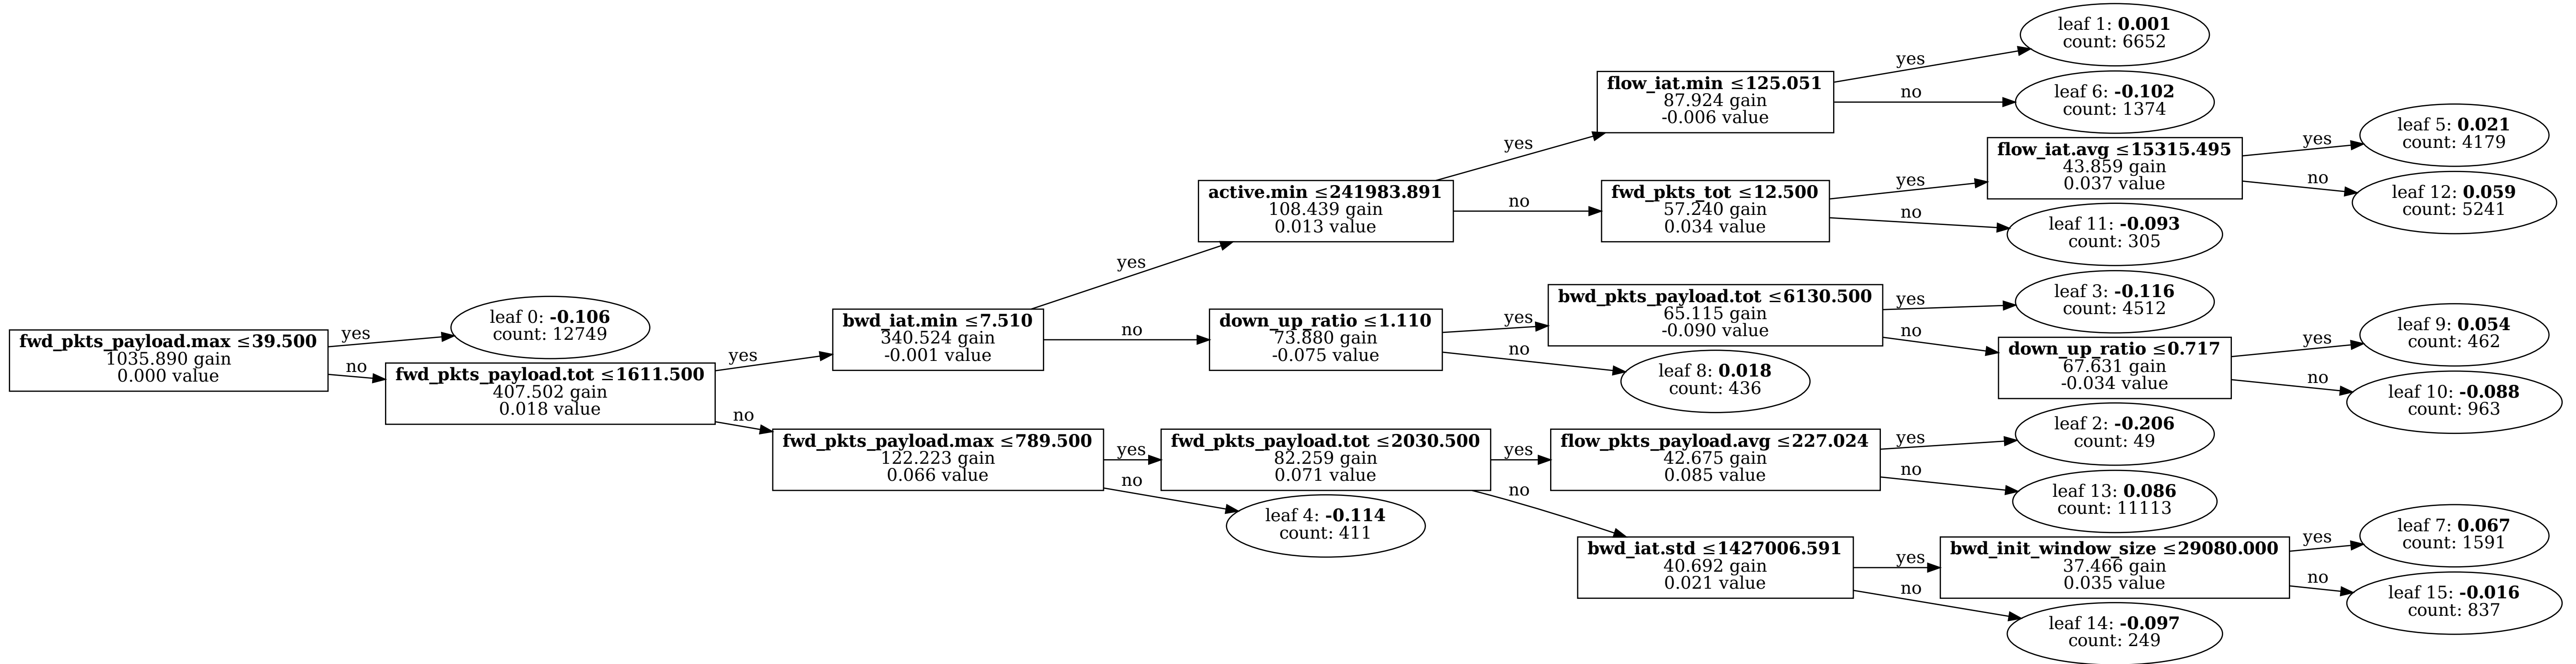 fwd_pkts_payload.max ≤39.500
1035.890 gain
0.000 value
yes
no
leaf 0: -0.106
count: 12749
fwd_pkts_payload.tot ≤1611.500
407.502 gain
0.018 value
yes
no
bwd_iat.min ≤7.510
340.524 gain
-0.001 value
yes
no
active.min ≤241983.891
108.439 gain
0.013 value
yes
no
flow_iat.min ≤125.051
87.924 gain
-0.006 value
yes
no
leaf 1: 0.001
count: 6652
leaf 6: -0.102
count: 1374
fwd_pkts_tot ≤12.500
57.240 gain
0.034 value
yes
no
flow_iat.avg ≤15315.495
43.859 gain
0.037 value
yes
no
leaf 5: 0.021
count: 4179
leaf 12: 0.059
count: 5241
leaf 11: -0.093
count: 305
down_up_ratio ≤1.110
73.880 gain
-0.075 value
yes
no
bwd_pkts_payload.tot ≤6130.500
65.115 gain
-0.090 value
yes
no
leaf 3: -0.116
count: 4512
down_up_ratio ≤0.717
67.631 gain
-0.034 value
yes
no
leaf 9: 0.054
count: 462
leaf 10: -0.088
count: 963
leaf 8: 0.018
count: 436
fwd_pkts_payload.max ≤789.500
122.223 gain
0.066 value
yes
no
fwd_pkts_payload.tot ≤2030.500
82.259 gain
0.071 value
yes
no
flow_pkts_payload.avg ≤227.024
42.675 gain
0.085 value
yes
no
leaf 2: -0.206
count: 49
leaf 13: 0.086
count: 11113
leaf 4: -0.114
count: 411
bwd_iat.std ≤1427006.591
40.692 gain
0.021 value
yes
no
bwd_init_window_size ≤29080.000
37.466 gain
0.035 value
yes
no
leaf 7: 0.067
count: 1591
leaf 15: -0.016
count: 837
leaf 14: -0.097
count: 249